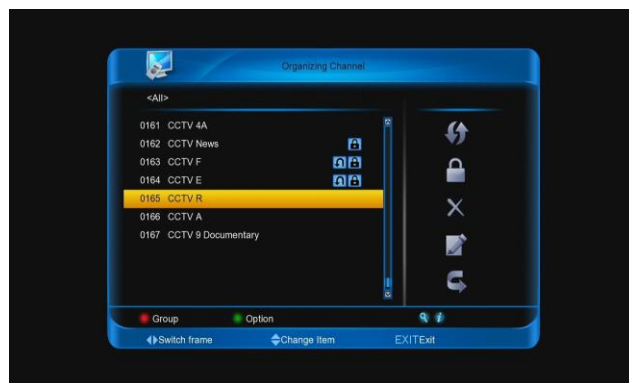 Organizing Channel
<All>
0161 CCTV 4A
0162 CCTV News
0163 CCTV F
0164 CCTV E
0165 CCTV R
0166 CCTV A
0167 CCTV 9 Documentary
Group Option
Switch frame Change Item EXITExit